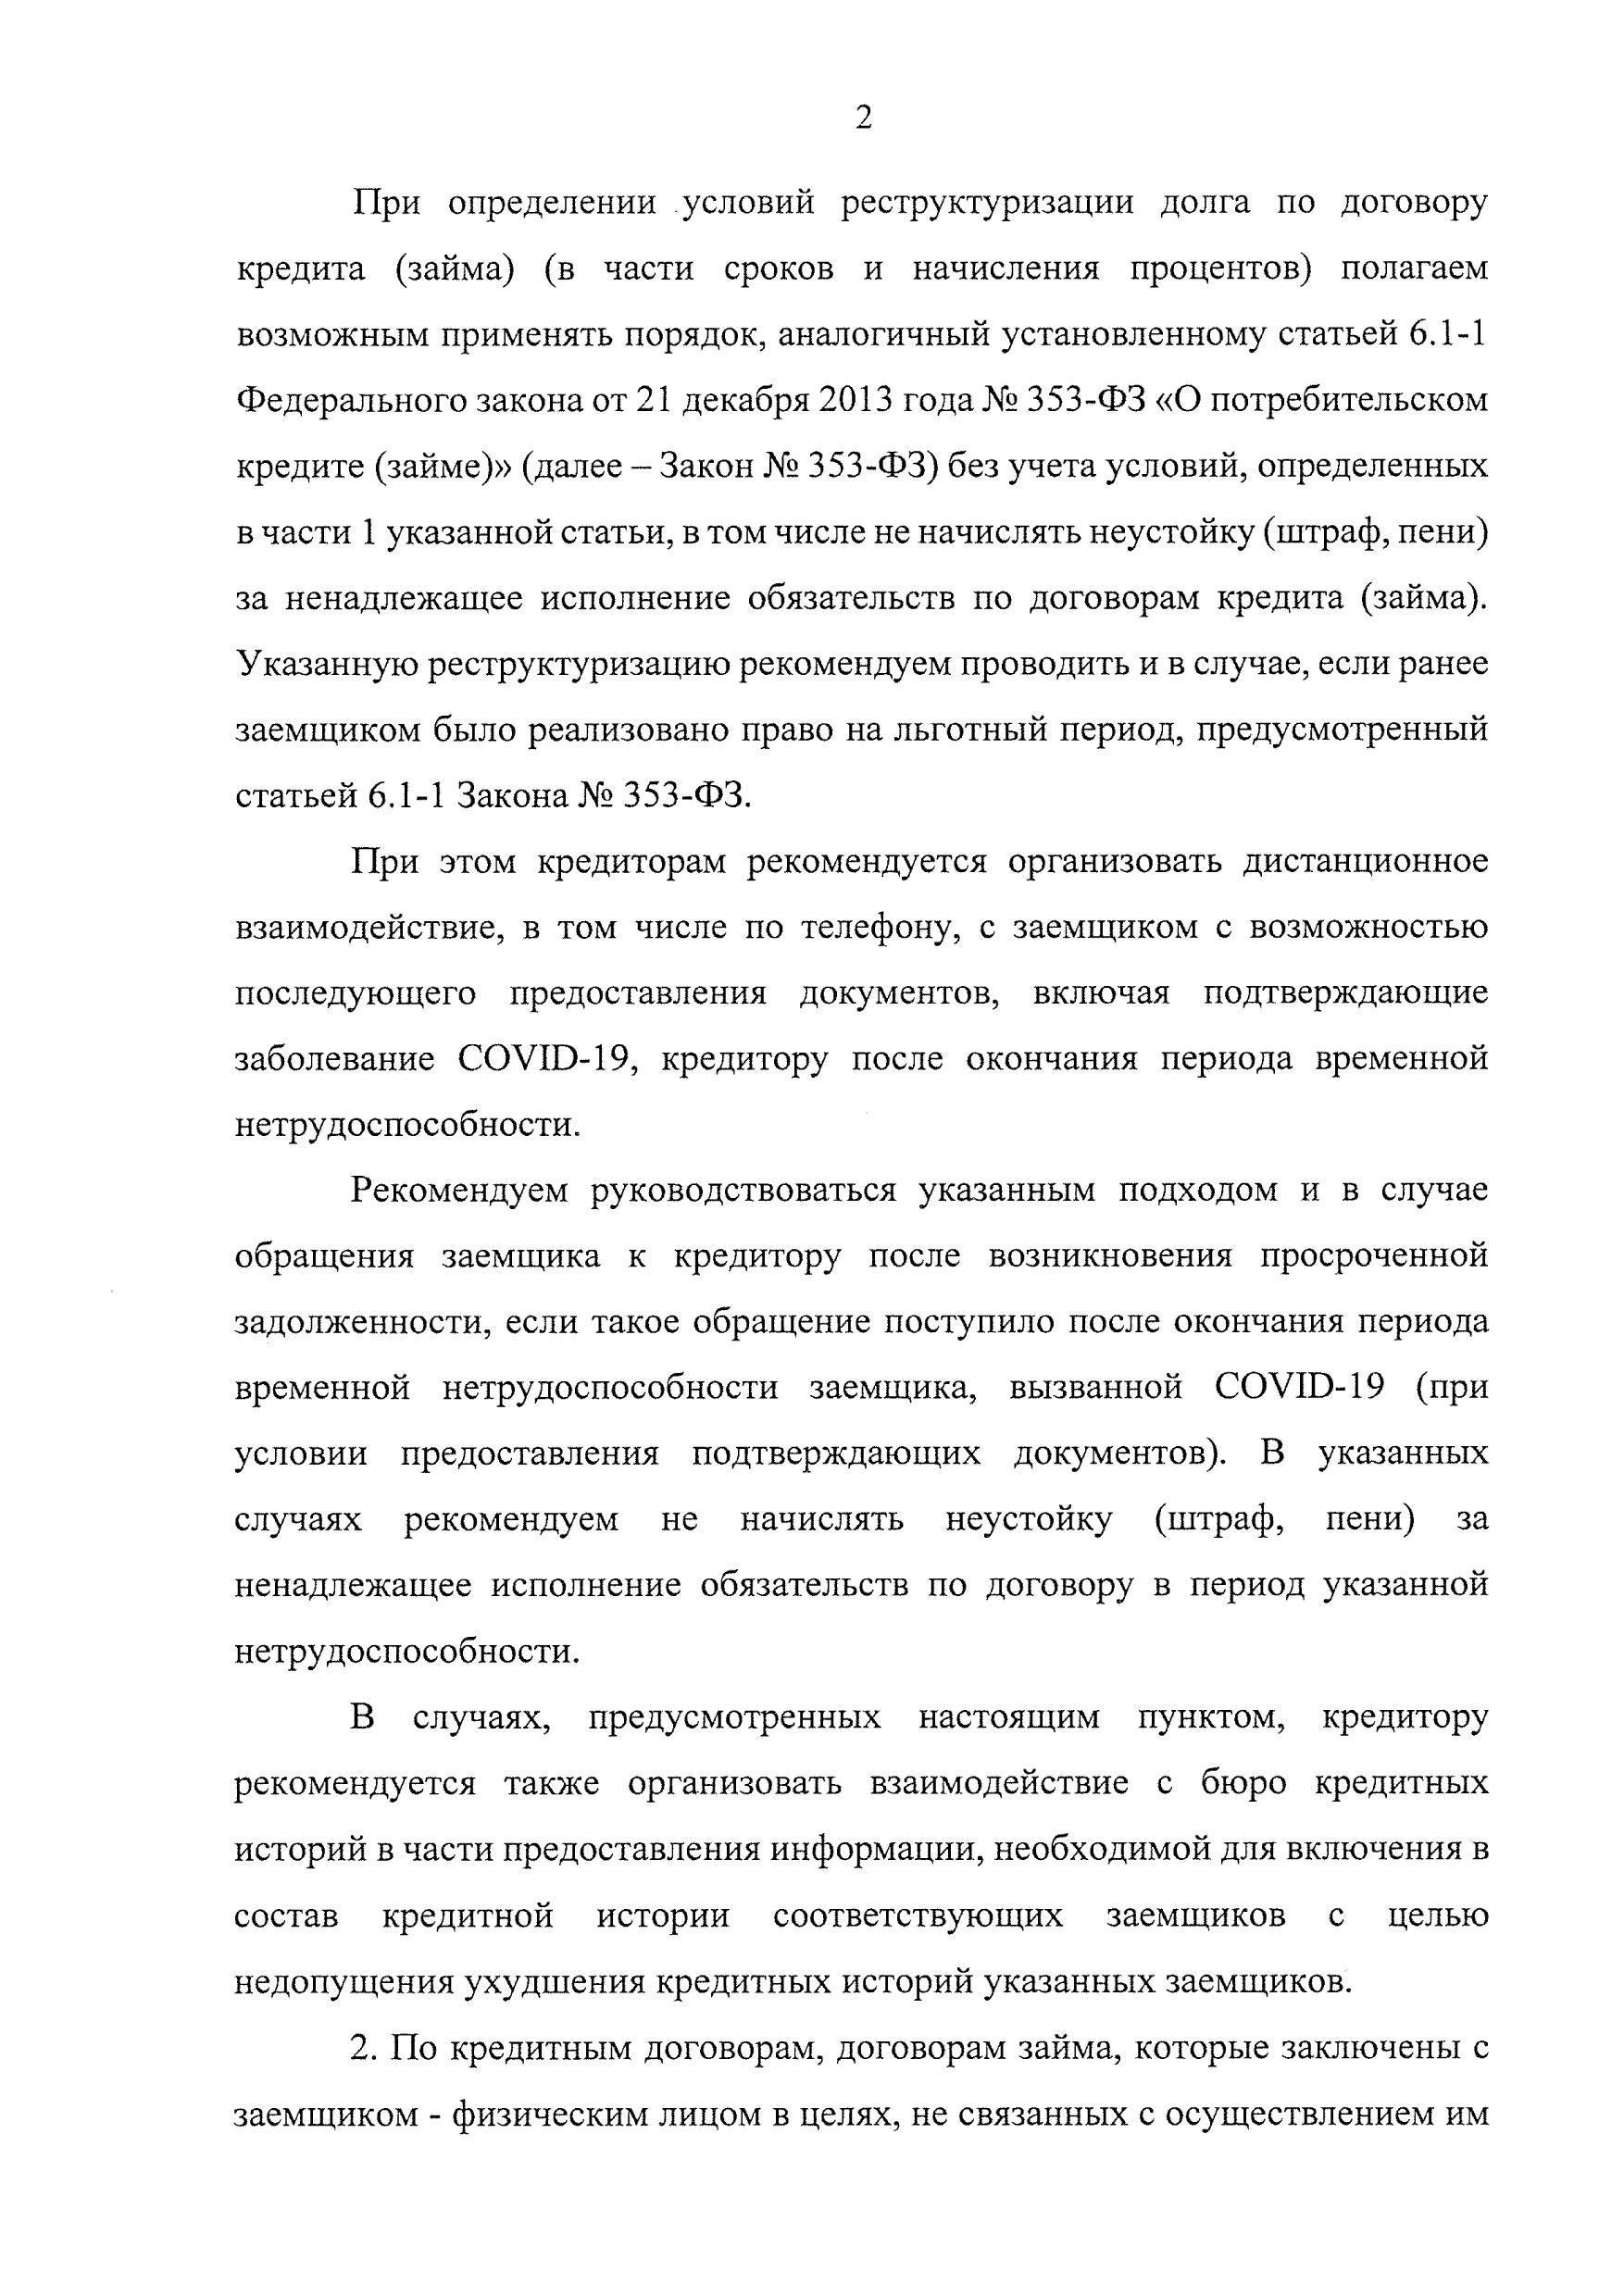 2
При определении условий реструктуризации долга по договору
кредита (займа) (в части сроков и начисления процентов) полагаем
возможным применять порядок, аналогичный установленному статьей 6.1-1
Федерального закона от 21 декабря 2013 года № 353-ФЗ «О потребительском
кредите (займе)» (далее – Закон № 353-ФЗ) без учета условий, определенных
в части 1 указанной статьи, в том числе не начислять неустойку (штраф, пени)
за ненадлежащее исполнение обязательств по договорам кредита (займа).
Указанную реструктуризацию рекомендуем проводить и в случае, если ранее
заемщиком было реализовано право на льготный период, предусмотренный
статьей 6.1-1 Закона № 353-ФЗ.
При этом кредиторам рекомендуется организовать дистанционное
взаимодействие, в том числе по телефону, с заемщиком с возможностью
последующего предоставления документов, включая подтверждающие
заболевание COVID-19, кредитору после окончания периода временной
нетрудоспособности.
Рекомендуем руководствоваться указанным подходом и в случае
обращения заемщика к кредитору после возникновения просроченной
задолженности, если такое обращение поступило после окончания периода
временной нетрудоспособности заемщика, вызванной COVID-19 (при
условии предоставления подтверждающих документов). В указанных
случаях рекомендуем не начислять неустойку (штраф, пени) за
ненадлежащее исполнение обязательств по договору в период указанной
нетрудоспособности.
В случаях, предусмотренных настоящим пунктом, кредитору
рекомендуется также организовать взаимодействие с бюро кредитных
историй в части предоставления информации, необходимой для включения в
состав кредитной истории соответствующих заемщиков с целью
недопущения ухудшения кредитных историй указанных заемщиков.
2. По кредитным договорам, договорам займа, которые заключены с
заемщиком - физическим лицом в целях, не связанных с осуществлением им